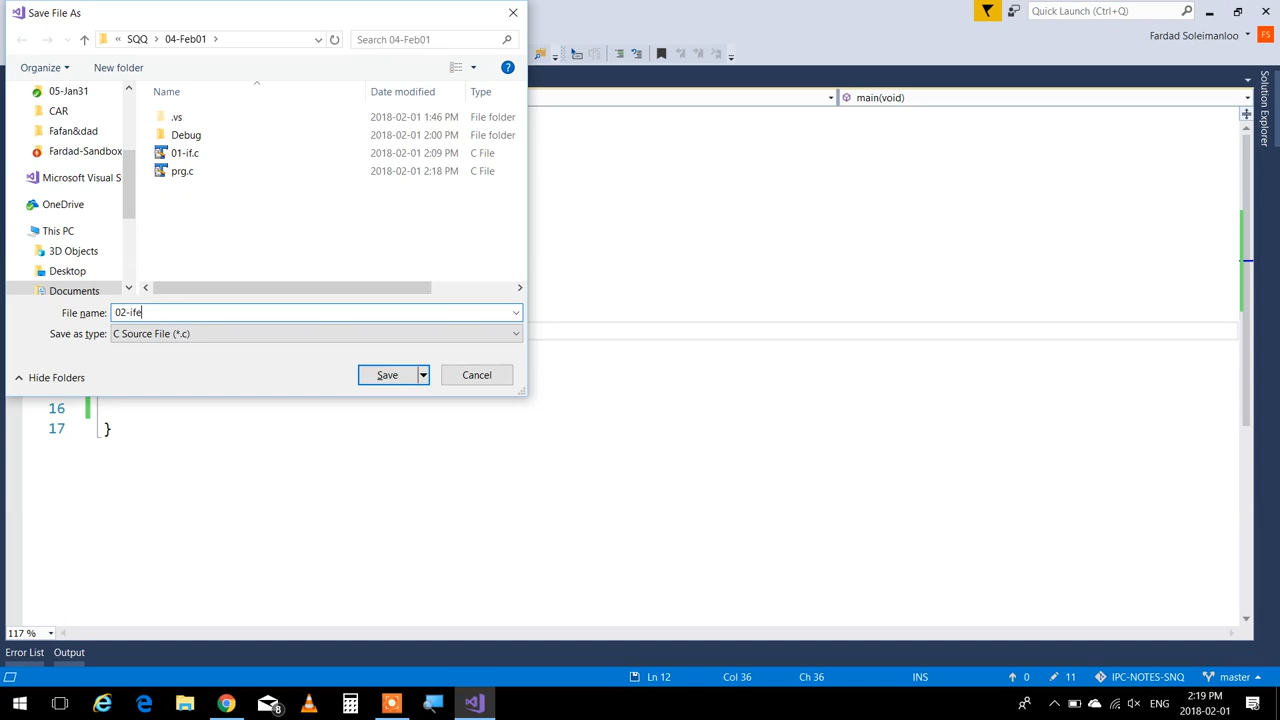 Save File As
Quick Launch (Ctrl+Q)
Fardad Soleimanloo
FS
« SQQ > 04-Feb01 >
Search 04-Feb01
Organize
New folder
Name
Date modified
Type
05-Jan31
CAR
Fafan&dad
Fardad-Sandbox
Microsoft Visual S
OneDrive
This PC
3D Objects
Desktop
Documents
.vs 2018-02-01 1:46 PM File folder
Debug 2018-02-01 2:00 PM File folder
01-if.c 2018-02-01 2:09 PM C File
prg.c 2018-02-01 2:18 PM C File
File name: 02-ife
Save as type: C Source File (*.c)
Hide Folders
Save
Cancel
main(void)
Solution Explorer
16
17 }
117 %
Error List Output
Ln 12 Col 36 Ch 36 INS 0 11 IPC-NOTES-SNQ master
8
ENG
2:19 PM
2018-02-01